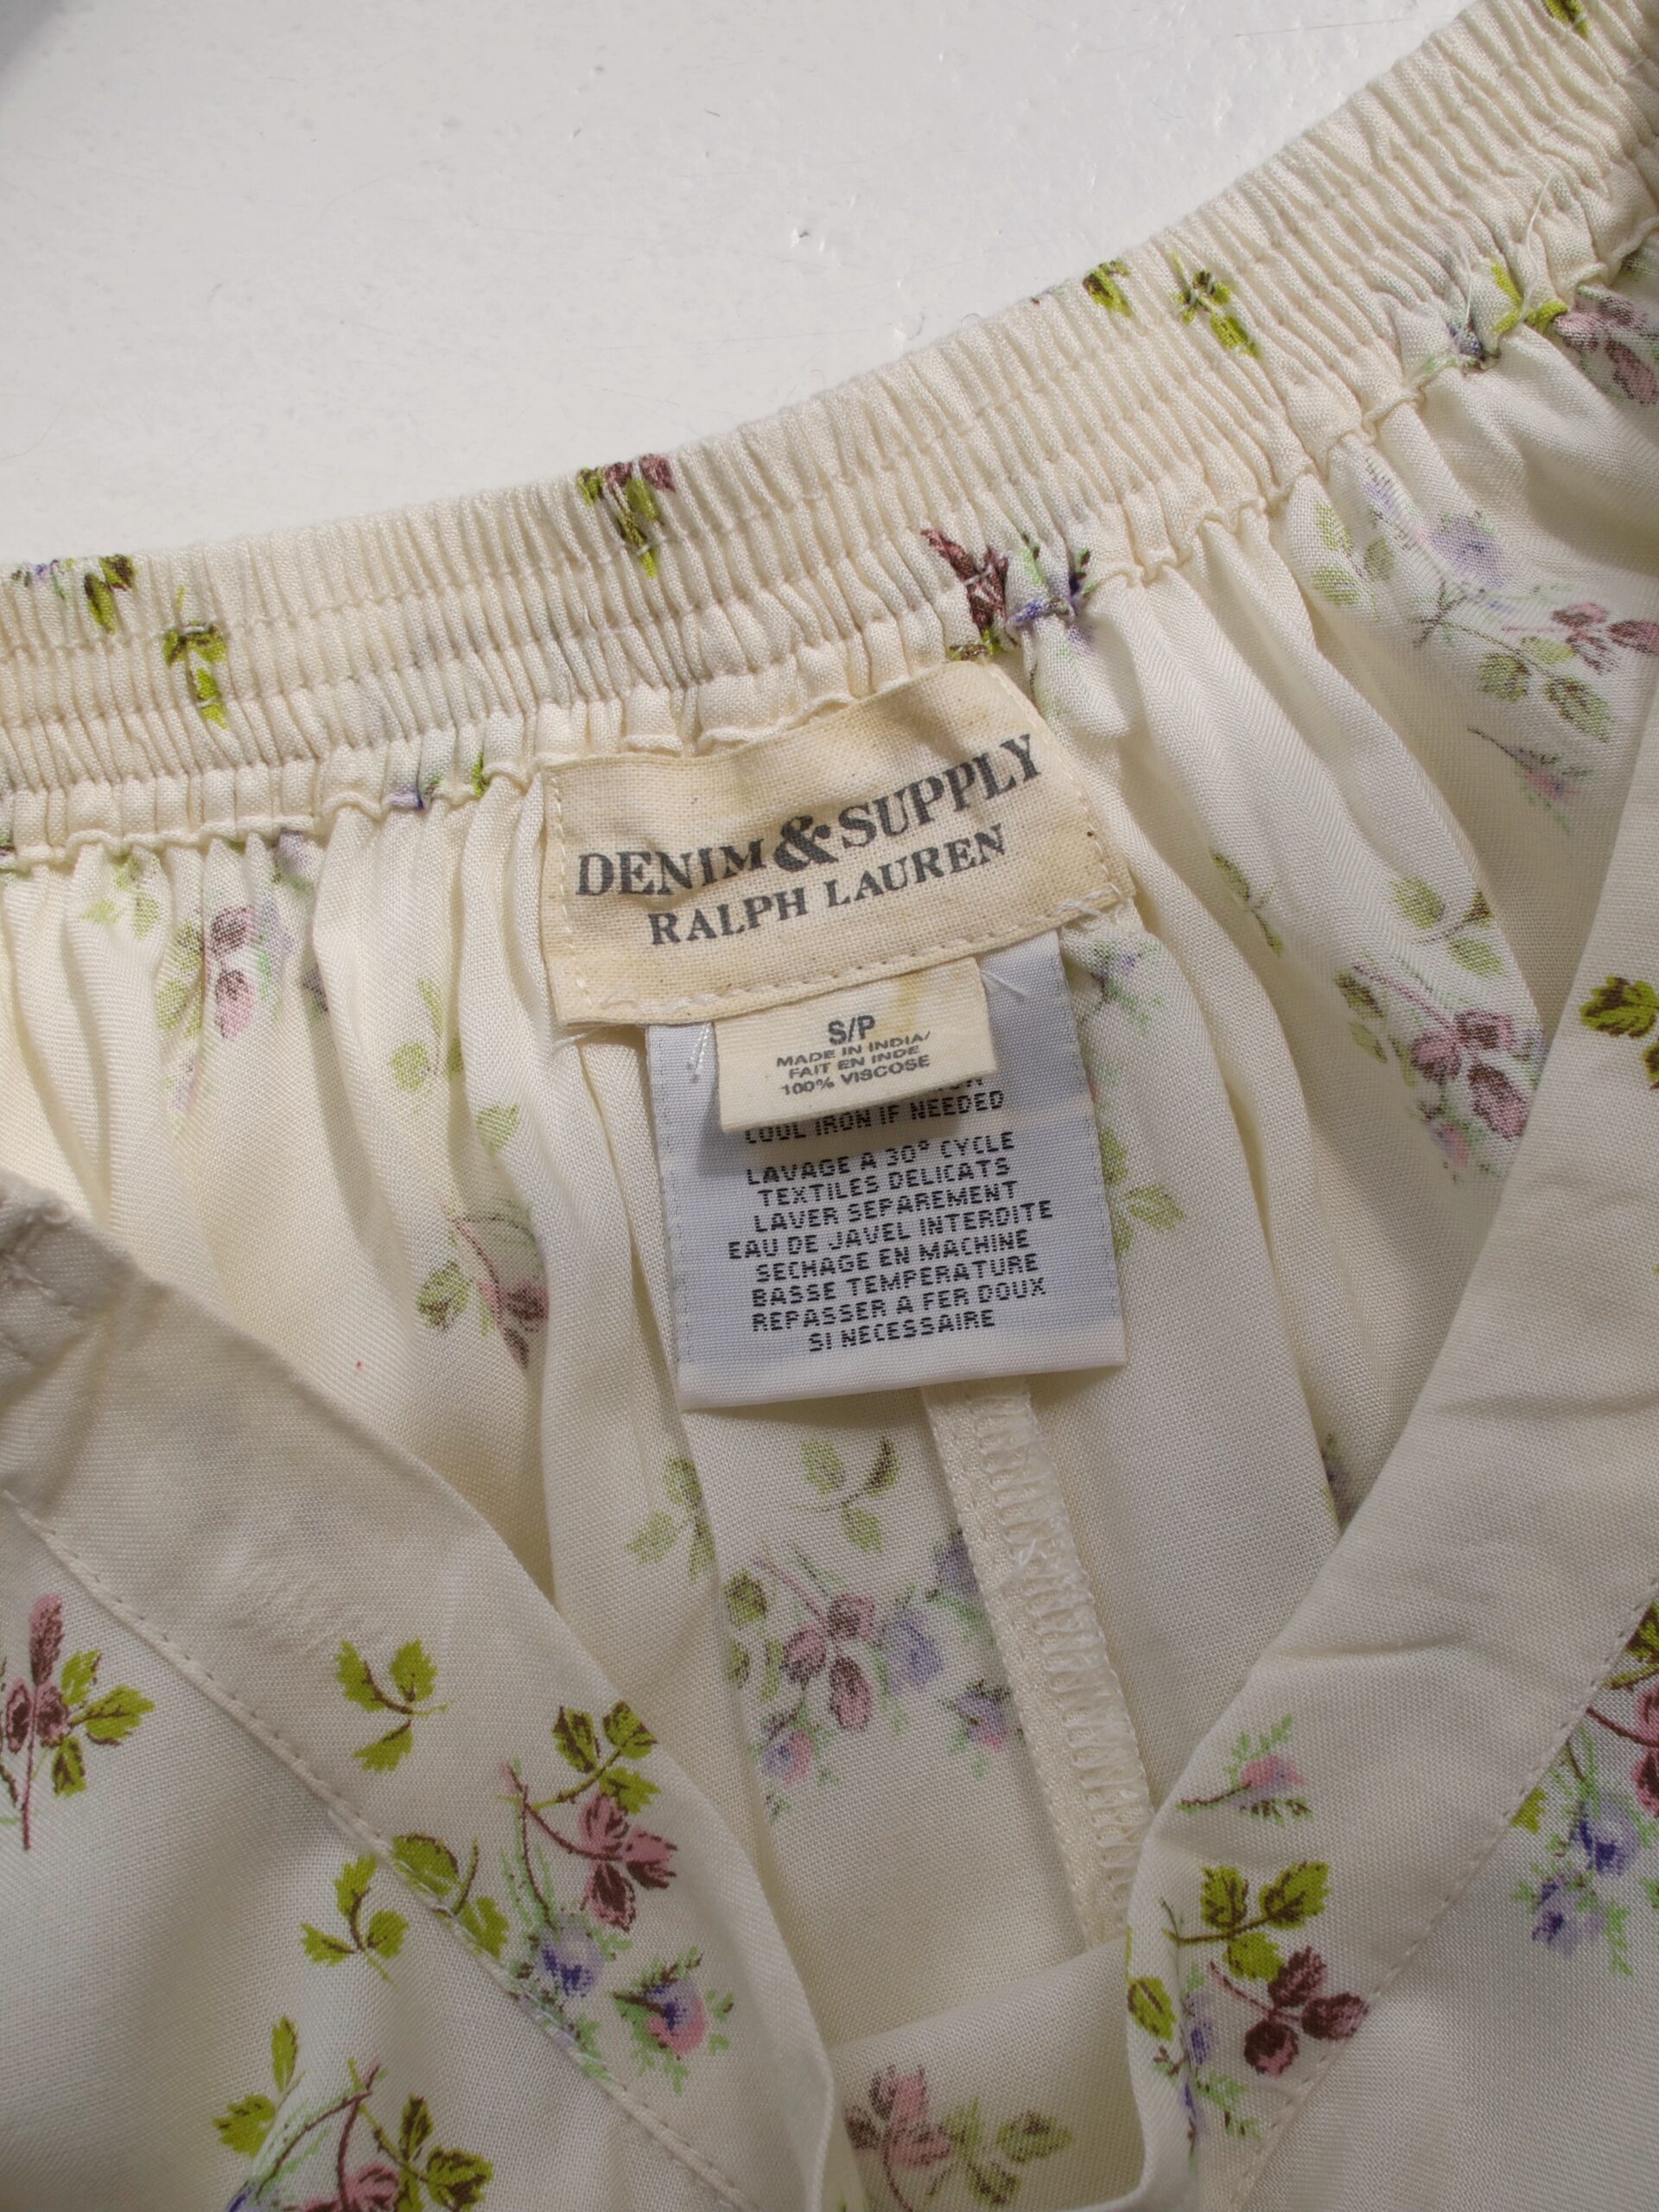 DENIM & SUPPLY
RALPH LAUREN
S/P
MADE IN INDIA/
FAIT EN INDE
100% VISCOSE
COOL IRON IF NEEDED
LAVAGE A 30° CYCLE
TEXTILES DELICATS
LAVER SEPAREMENT
EAU DE JAVEL INTERDITE
SECHAGE EN MACHINE
BASSE TEMPERATURE
REPASSER A FER DOUX
SI NECESSAIRE